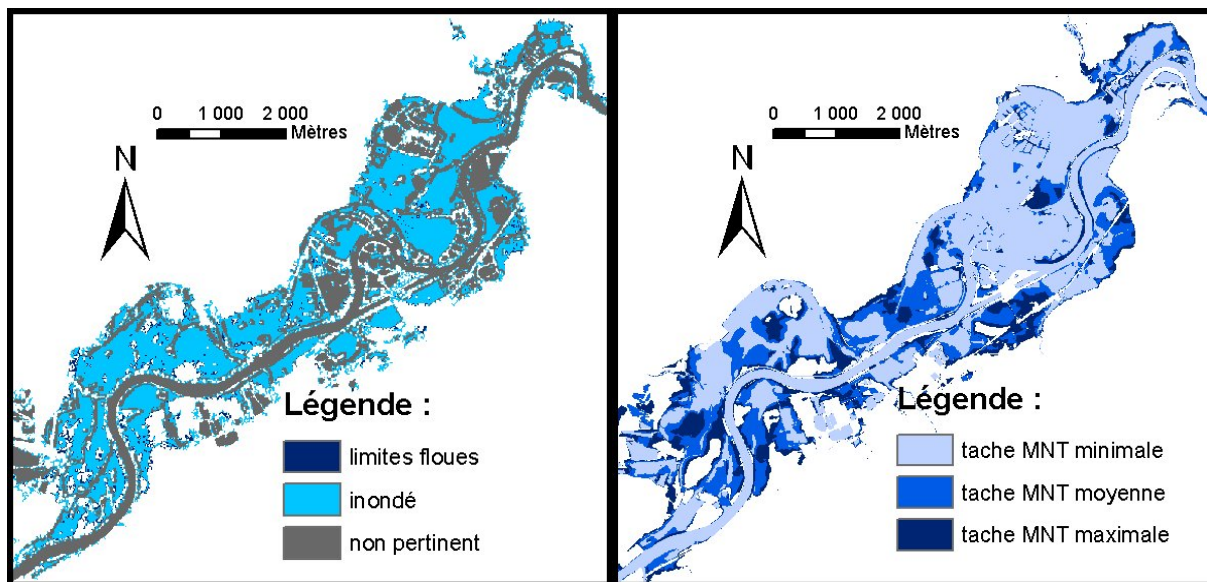 0 1 000 2 000
Mètres
N
Légende :
limites floues
inondé
non pertinent
0 1 000 2 000
Mètres
N
Légende :
tache MNT minimale
tache MNT moyenne
tache MNT maximale